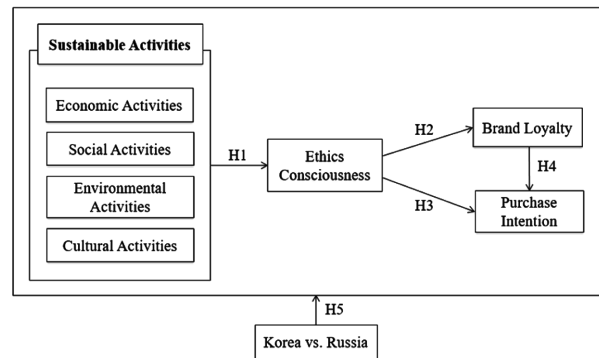 Sustainable Activities
Economic Activities
Social Activities
Environmental
Activities
Cultural Activities
H1
Ethics
Consciousness
H2
H3
Brand Loyalty
H4
Purchase
Intention
H5
Korea vs. Russia